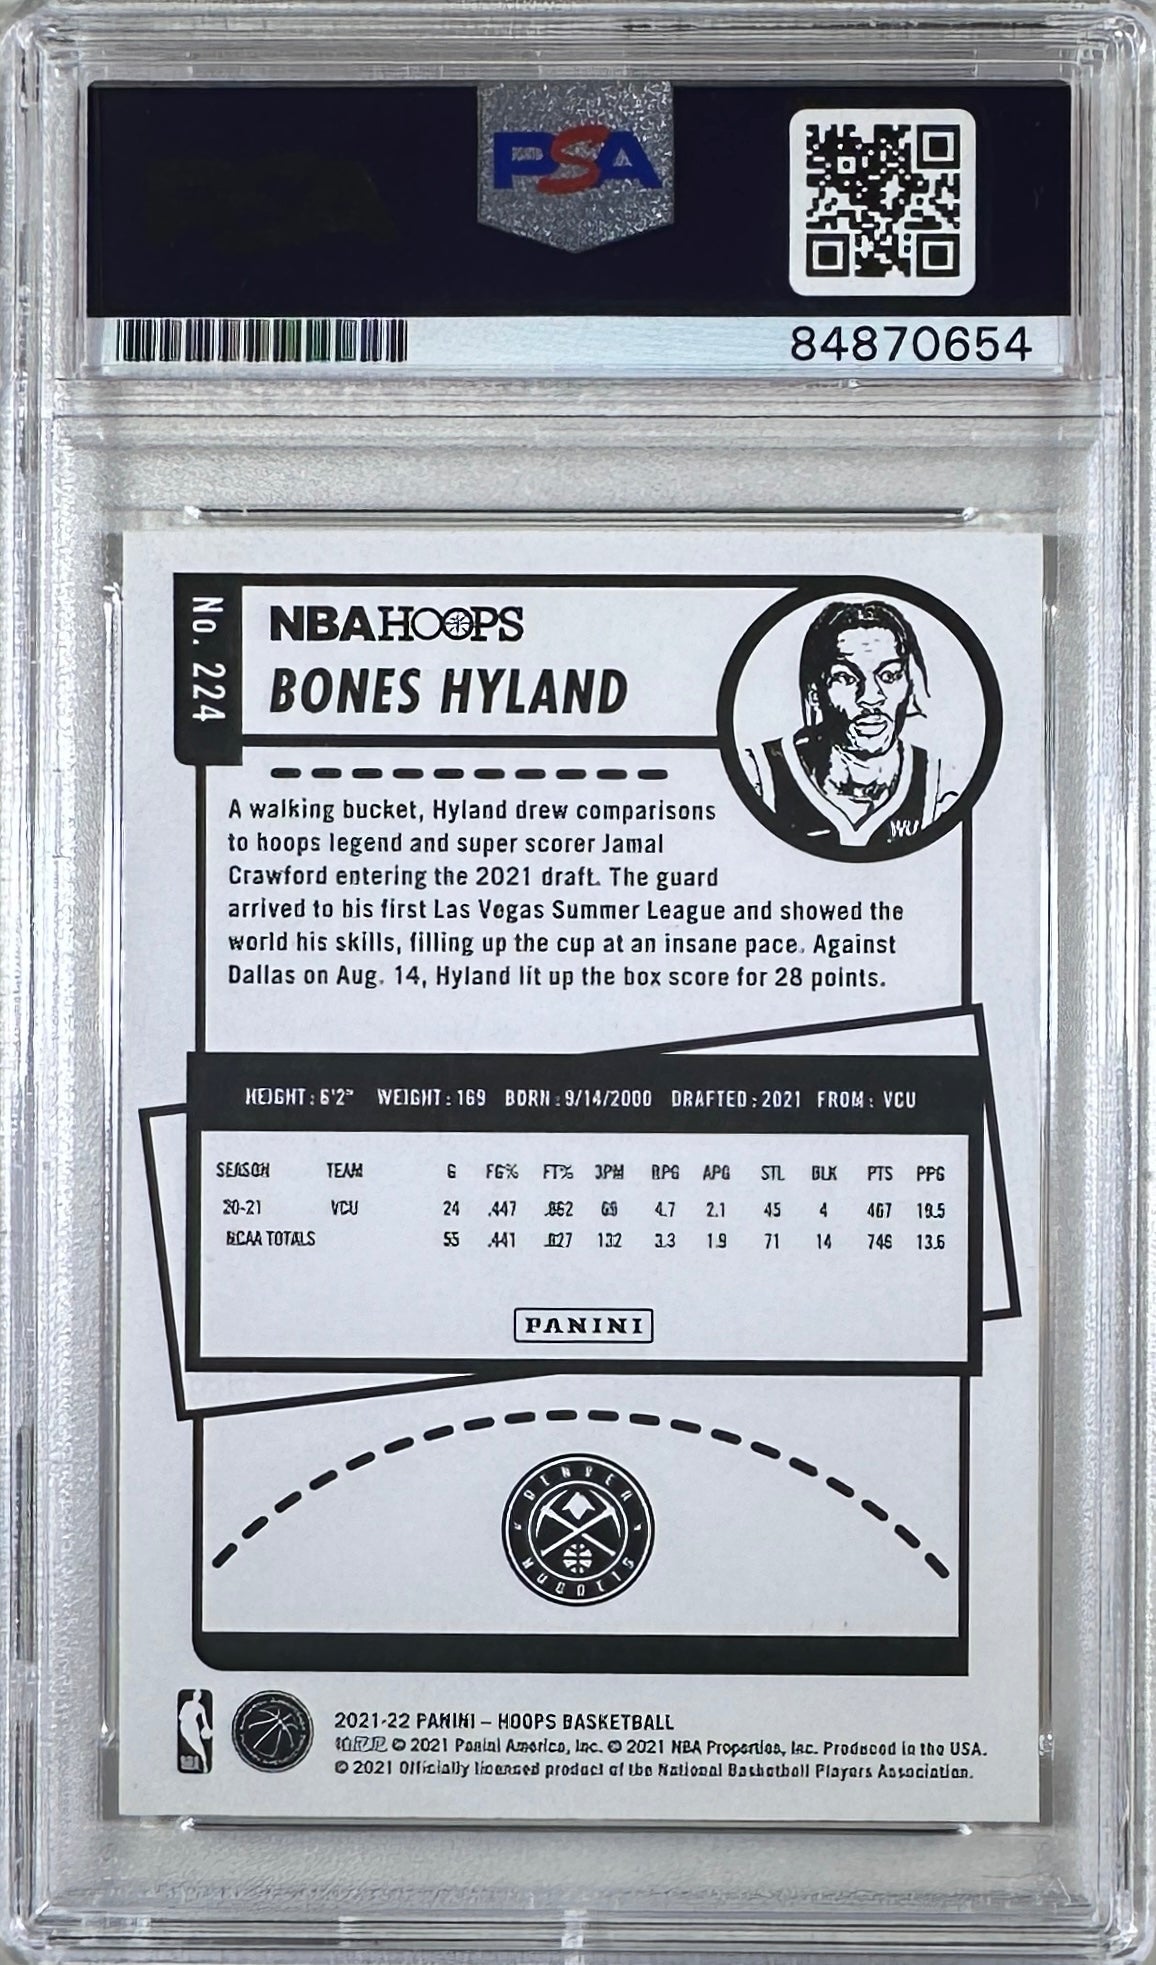 PSA
84870654
No. 224
NBA HOOPS
BONES HYLAND
A walking bucket, Hyland drew comparisons
to hoops legend and super scorer Jamal
Crawford entering the 2021 draft. The guard
arrived to his first Las Vegas Summer League and showed the
world his skills, filling up the cup at an insane pace. Against
Dallas on Aug. 14, Hyland lit up the box score for 28 points.
HEIGHT: 6'2" WEIGHT: 169 BORN: 9/14/2000 DRAFTED: 2021 FROM: VCU
SEASON TEAM G FG% FT% 3PM RPG APG STL BLK PTS PPG
20-21 VCU 24 .447 .862 69 4.7 2.1 45 4 467 19.5
NCAA TOTALS 55 .441 .827 132 3.3 1.9 71 14 746 13.6
PANINI
DENVER
NUGGETS
2021-22 PANINI – HOOPS BASKETBALL
© 2021 Panini America, Inc. © 2021 NBA Properties, Inc. Produced in the USA.
© 2021 Officially licensed product of the National Basketball Players Association.